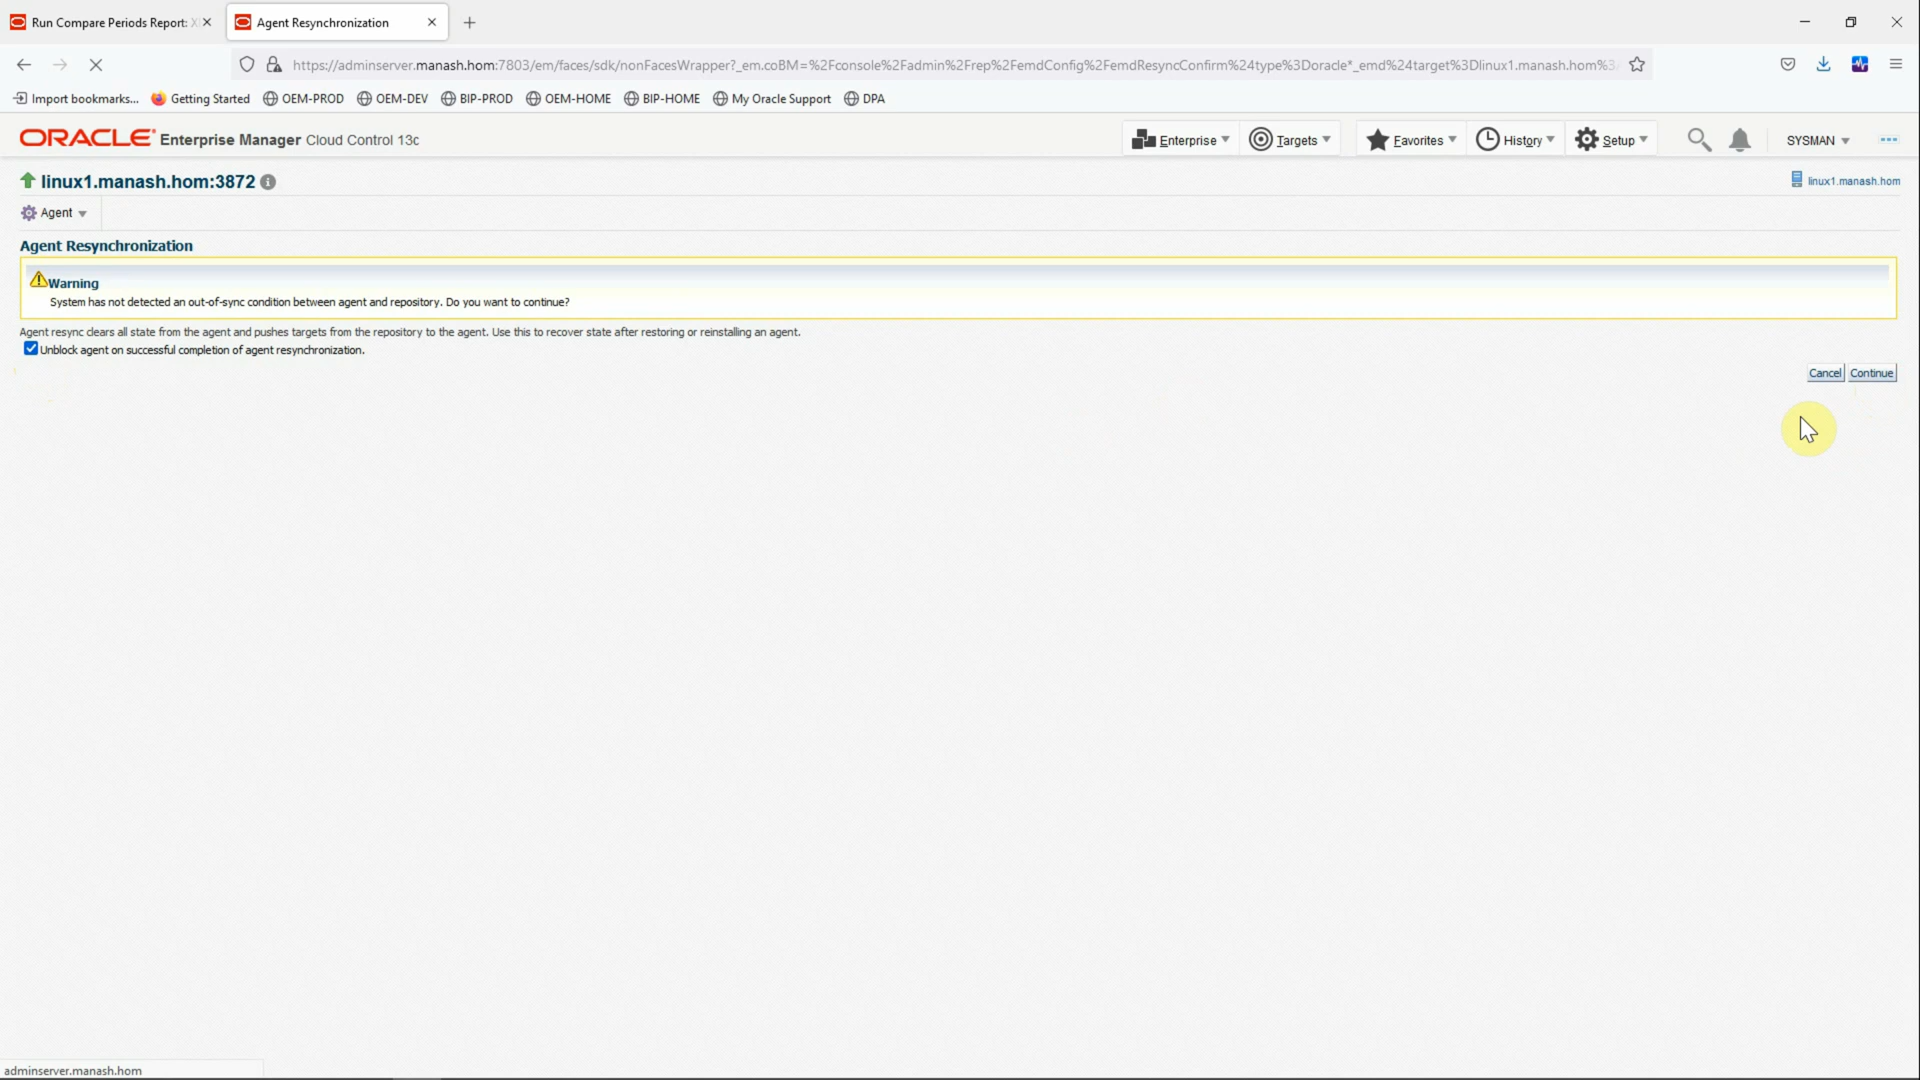 Run Compare Periods Report: X
Agent Resynchronization
https://adminserver.manash.hom:7803/em/faces/sdk/nonFacesWrapper?_em.coBM=%2Fconsole%2Fadmin%2Frep%2FemdConfig%2FemdResyncConfirm%24type%3Doracle*_emd%24target%3Dlinux1.manash.hom%3
Import bookmarks... Getting Started OEM-PROD OEM-DEV BIP-PROD OEM-HOME BIP-HOME My Oracle Support DPA
ORACLE Enterprise Manager Cloud Control 13c Enterprise Targets Favorites History Setup SYSMAN
linux1.manash.hom:3872 linux1.manash.hom
Agent
Agent Resynchronization
Warning
System has not detected an out-of-sync condition between agent and repository. Do you want to continue?
Agent resync clears all state from the agent and pushes targets from the repository to the agent. Use this to recover state after restoring or reinstalling an agent.
Unblock agent on successful completion of agent resynchronization.
Cancel Continue
adminserver.manash.hom